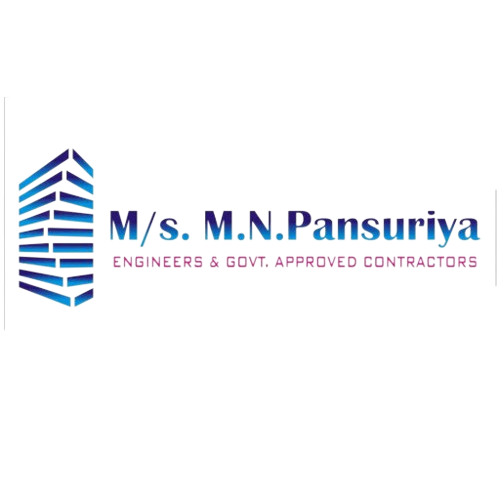 M/s. M.N.Pansuriya
ENGINEERS & GOVT. APPROVED CONTRACTORS